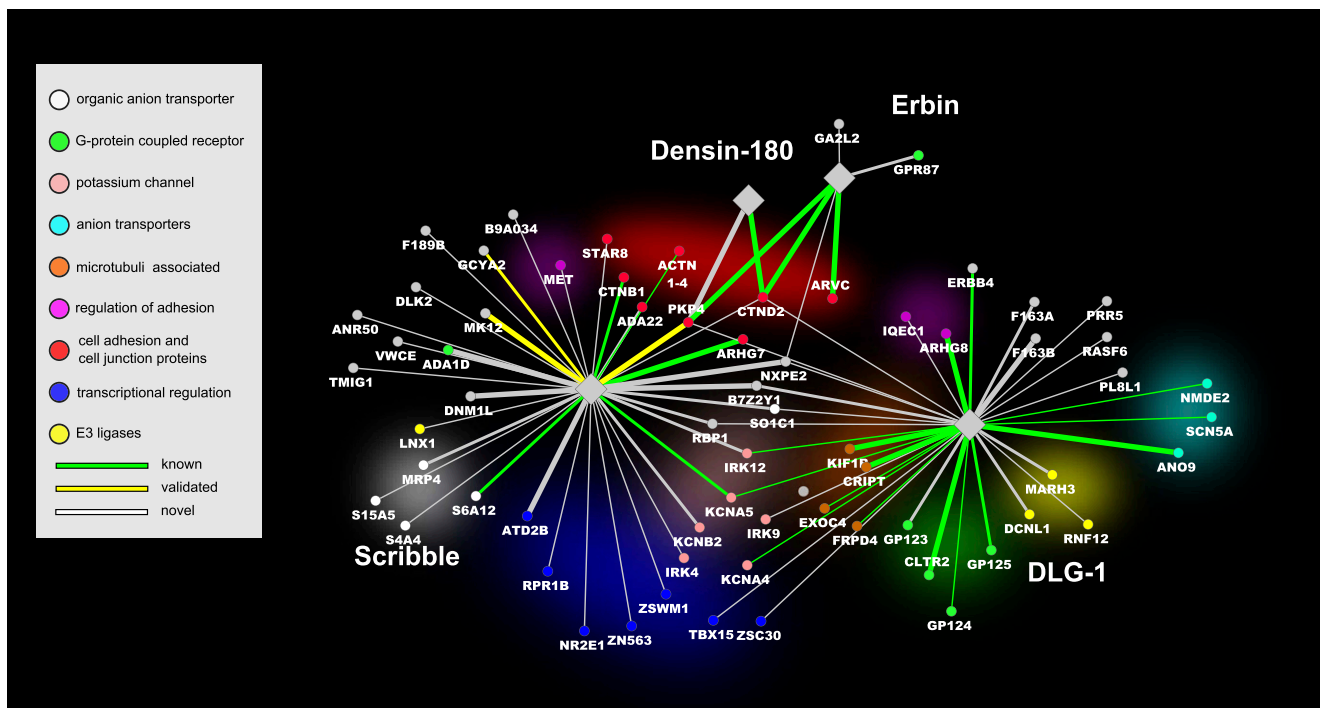 organic anion transporter
G-protein coupled receptor
potassium channel
anion transporters
microtubuli associated
regulation of adhesion
cell adhesion and
cell junction proteins
transcriptional regulation
E3 ligases
known
validated
novel
Erbin
Densin-180
GA2L2
GPR87
B9A034
F189B
GCYA2
MET
STAR8
ACTN
1-4
CTNB1
DLK2
ADA22
PKP4
CTND2
ARVC
ERBB4
ANR50
MK12
VWCE
ADA1D
TMIG1
ARHG7
NXPE2
IQEC1
ARHG8
F163A
F163B
PRR5
RASF6
PL8L1
DNM1L
B7Z2Y1
SO1C1
NMDE2
LNX1
RBP1
SCN5A
MRP4
IRK12
KIF1B
CRIPT
ANO9
MARH3
S15A5
S6A12
S4A4
ATD2B
KCNA5
KCNB2
IRK9
EXOC4
FRPD4
GP123
DCNL1
RNF12
Scribble
RPR1B
IRK4
KCNA4
CLTR2
GP125
DLG-1
ZSWM1
NR2E1
ZN563
TBX15
ZSC30
GP124